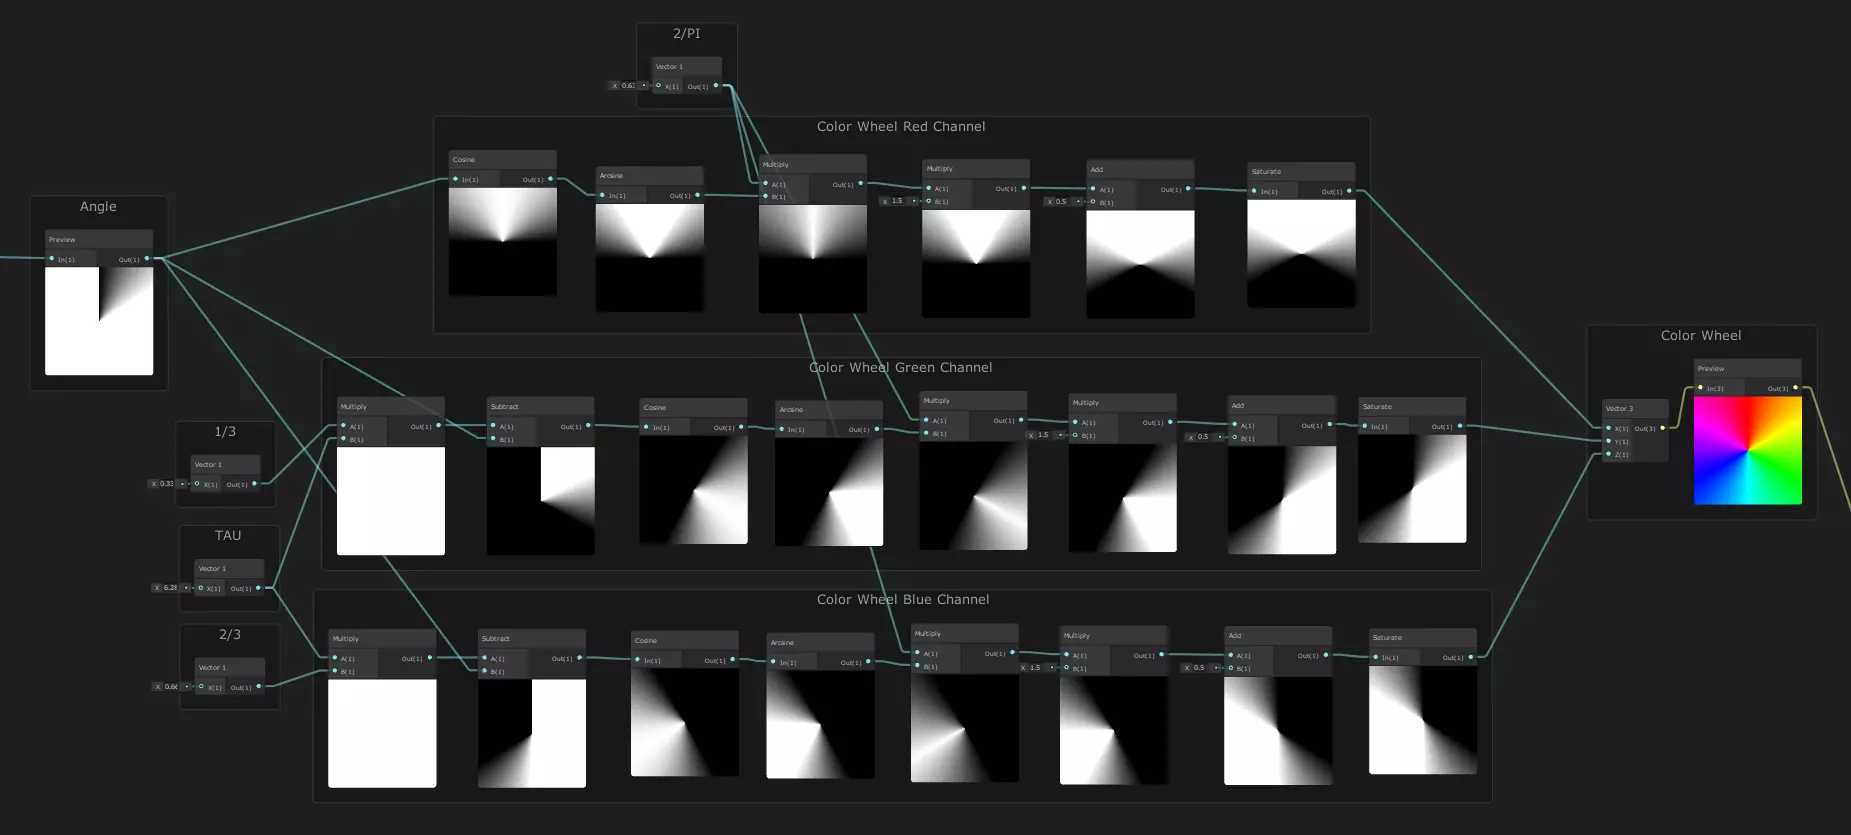 2/PI
Vector 1
X 0.63 X(1) Out(1)
Color Wheel Red Channel
Cosine
In(1) Out(1)
Arcsine
In(1) Out(1)
Multiply
A(1) Out(1)
B(1)
Multiply
A(1) Out(1)
X 1.5 B(1)
Add
A(1) Out(1)
X 0.5 B(1)
Saturate
In(1) Out(1)
Angle
Preview
In(1) Out(1)
Color Wheel Green Channel
Multiply
A(1) Out(1)
B(1)
Subtract
A(1) Out(1)
B(1)
Cosine
In(1) Out(1)
Arcsine
In(1) Out(1)
Multiply
A(1) Out(1)
B(1)
Multiply
A(1) Out(1)
X 1.5 B(1)
Add
A(1) Out(1)
X 0.5 B(1)
Saturate
In(1) Out(1)
1/3
Vector 1
X 0.33 X(1) Out(1)
TAU
Vector 1
X 6.28 X(1) Out(1)
2/3
Vector 1
X 0.66 X(1) Out(1)
Color Wheel Blue Channel
Multiply
A(1) Out(1)
B(1)
Subtract
A(1) Out(1)
B(1)
Cosine
In(1) Out(1)
Arcsine
In(1) Out(1)
Multiply
A(1) Out(1)
B(1)
Multiply
A(1) Out(1)
X 1.5 B(1)
Add
A(1) Out(1)
X 0.5 B(1)
Saturate
In(1) Out(1)
Color Wheel
Vector 3
X(1) Out(3)
Y(1)
Z(1)
Preview
In(3) Out(3)